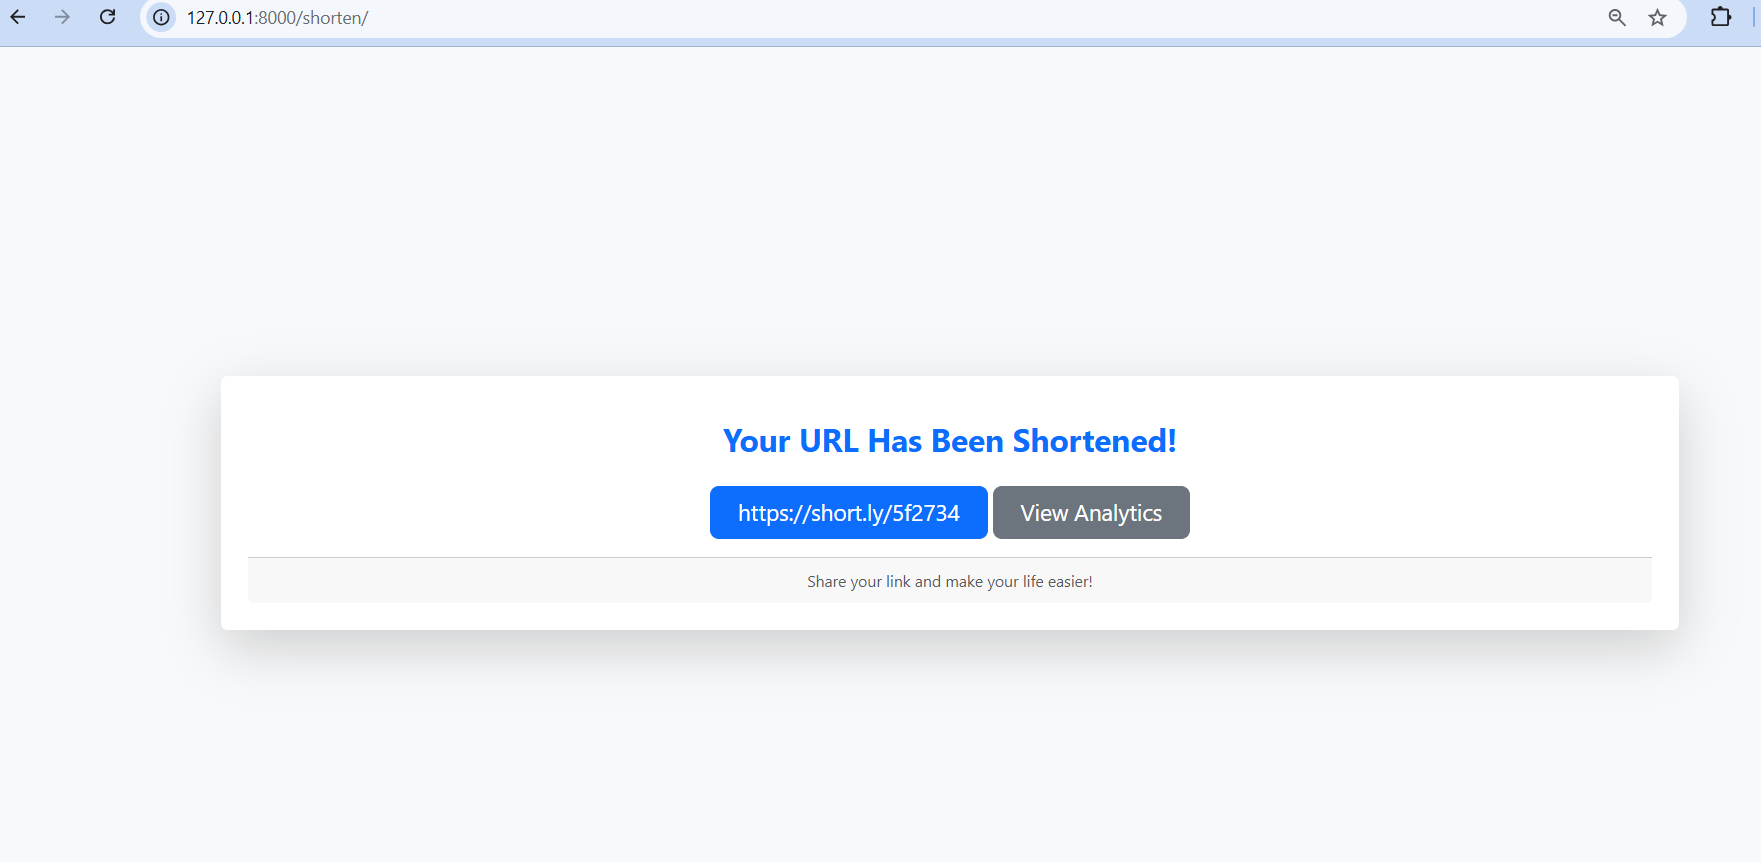 127.0.0.1:8000/shorten/
Your URL Has Been Shortened!
https://short.ly/5f2734 View Analytics
Share your link and make your life easier!